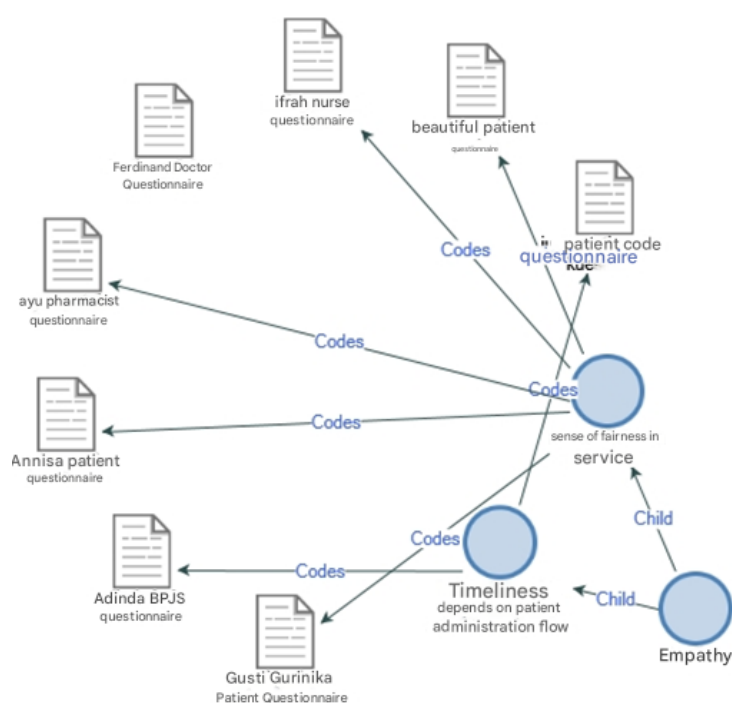 ifrah nurse
questionnaire
beautiful patient
questionnaire
Ferdinand Doctor
Questionnaire
patient code
questionnaire
Codes
ayu pharmacist
questionnaire
Codes
Codes
sense of fairness in
service
Codes
Annisa patient
questionnaire
Child
Codes
Codes
Timeliness
depends on patient
administration flow
Child
Adinda BPJS
questionnaire
Empathy
Gusti Gurinika
Patient Questionnaire